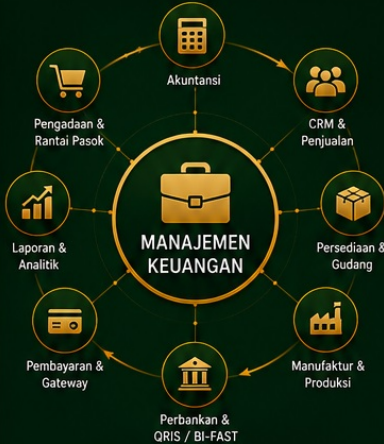 Akuntansi
Pengadaan &
Rantai Pasok
CRM &
Penjualan
MANAJEMEN
KEUANGAN
Laporan &
Analitik
Persediaan &
Gudang
Pembayaran &
Gateway
Manufaktur &
Produksi
Perbankan &
QRIS / BI-FAST